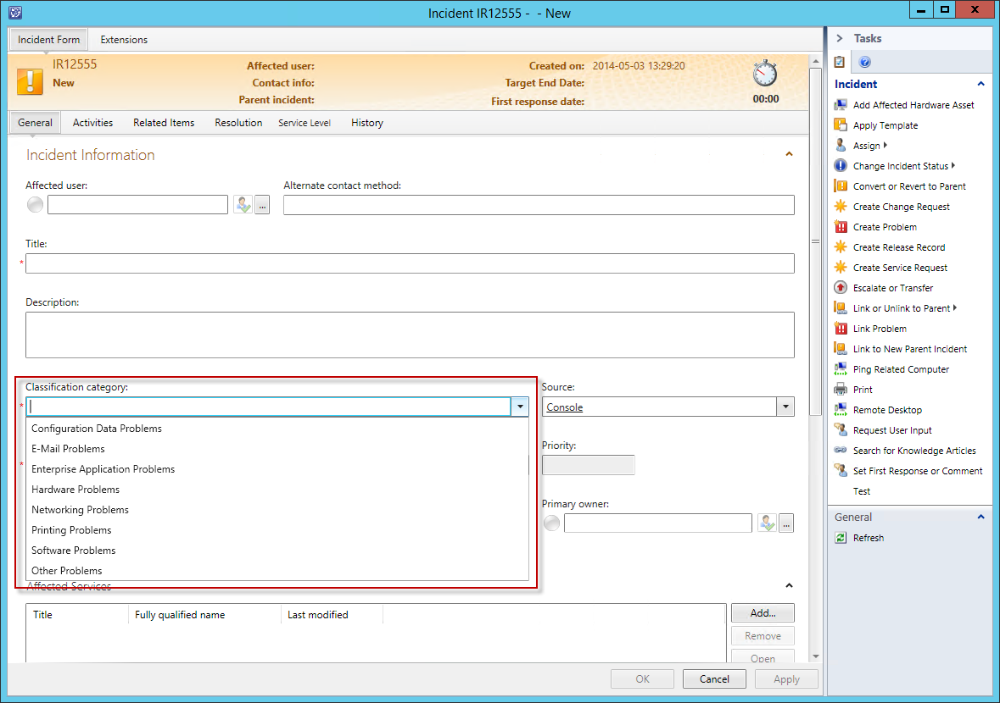 Incident IR12555 -  - New
Incident Form
Extensions
IR12555
New
Affected user:
Contact info:
Parent incident:
Created on: 2014-05-03 13:29:20
Target End Date:
First response date:
00:00
General
Activities
Related Items
Resolution
Service Level
History
Incident Information
Affected user:
Alternate contact method:
...
Title:
*
Description:
Classification category:
*
Configuration Data Problems
E-Mail Problems
*
Enterprise Application Problems
Hardware Problems
Networking Problems
Printing Problems
Software Problems
Other Problems
Source:
Console
Priority:
Primary owner:
...
Affected Services
Title
Fully qualified name
Last modified
Add...
Remove
Open
OK
Cancel
Apply
Tasks
Incident
Add Affected Hardware Asset
Apply Template
Assign
Change Incident Status
Convert or Revert to Parent
Create Change Request
Create Problem
Create Release Record
Create Service Request
Escalate or Transfer
Link or Unlink to Parent
Link Problem
Link to New Parent Incident
Ping Related Computer
Print
Remote Desktop
Request User Input
Search for Knowledge Articles
Set First Response or Comment
Test
General
Refresh